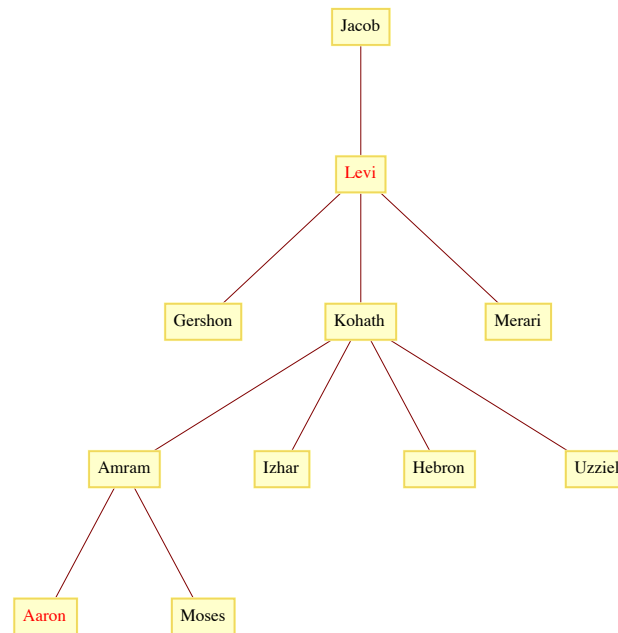 Jacob
Levi
Gershon Kohath Merari
Amram Izhar Hebron Uzziel
Aaron Moses